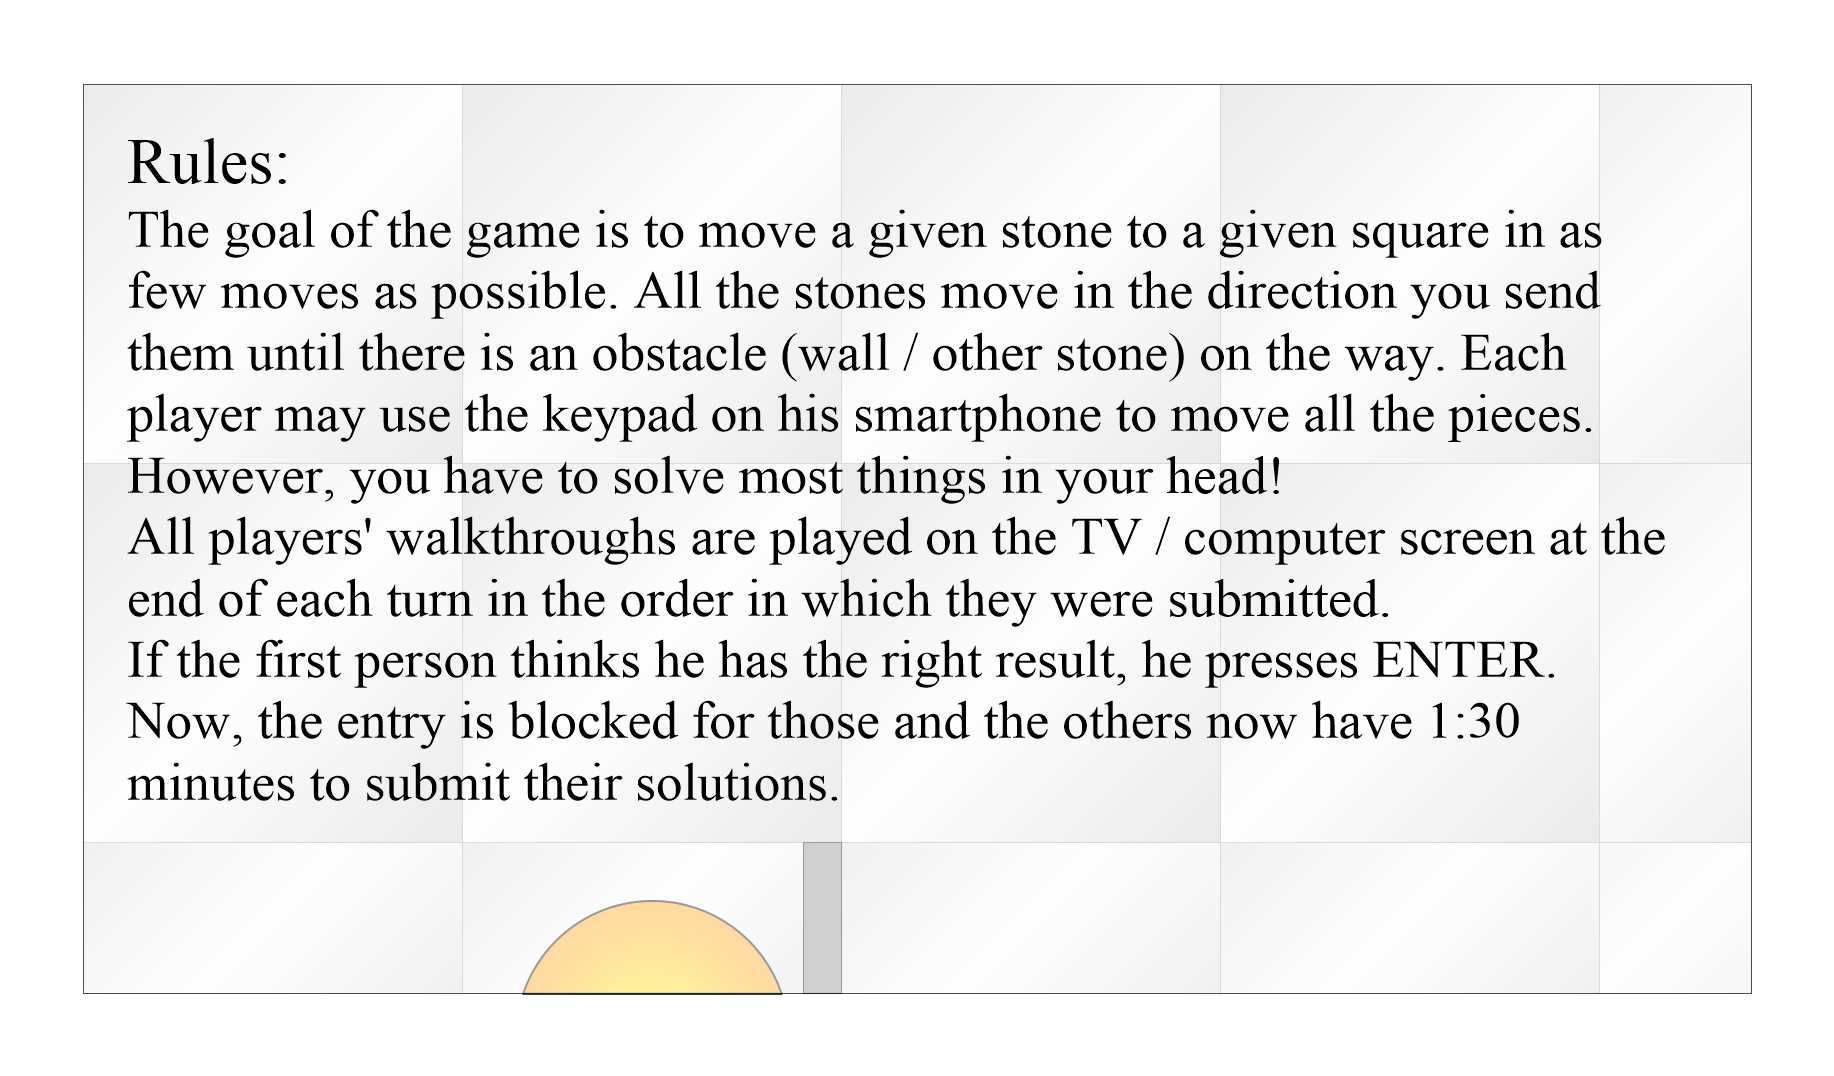 Rules:
The goal of the game is to move a given stone to a given square in as
few moves as possible. All the stones move in the direction you send
them until there is an obstacle (wall / other stone) on the way. Each
player may use the keypad on his smartphone to move all the pieces.
However, you have to solve most things in your head!
All players' walkthroughs are played on the TV / computer screen at the
end of each turn in the order in which they were submitted.
If the first person thinks he has the right result, he presses ENTER.
Now, the entry is blocked for those and the others now have 1:30
minutes to submit their solutions.